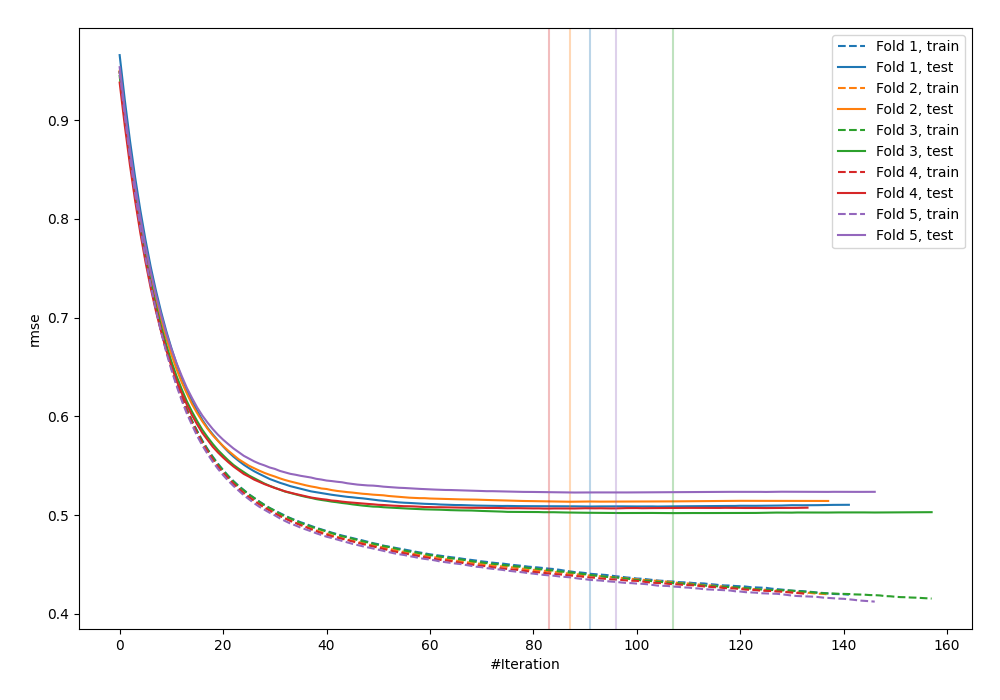 0.9
0.8
0.7
0.6
0.5
0.4
rmse
0
20
40
60
80
100
120
140
160
#Iteration
Fold 1, train
Fold 1, test
Fold 2, train
Fold 2, test
Fold 3, train
Fold 3, test
Fold 4, train
Fold 4, test
Fold 5, train
Fold 5, test